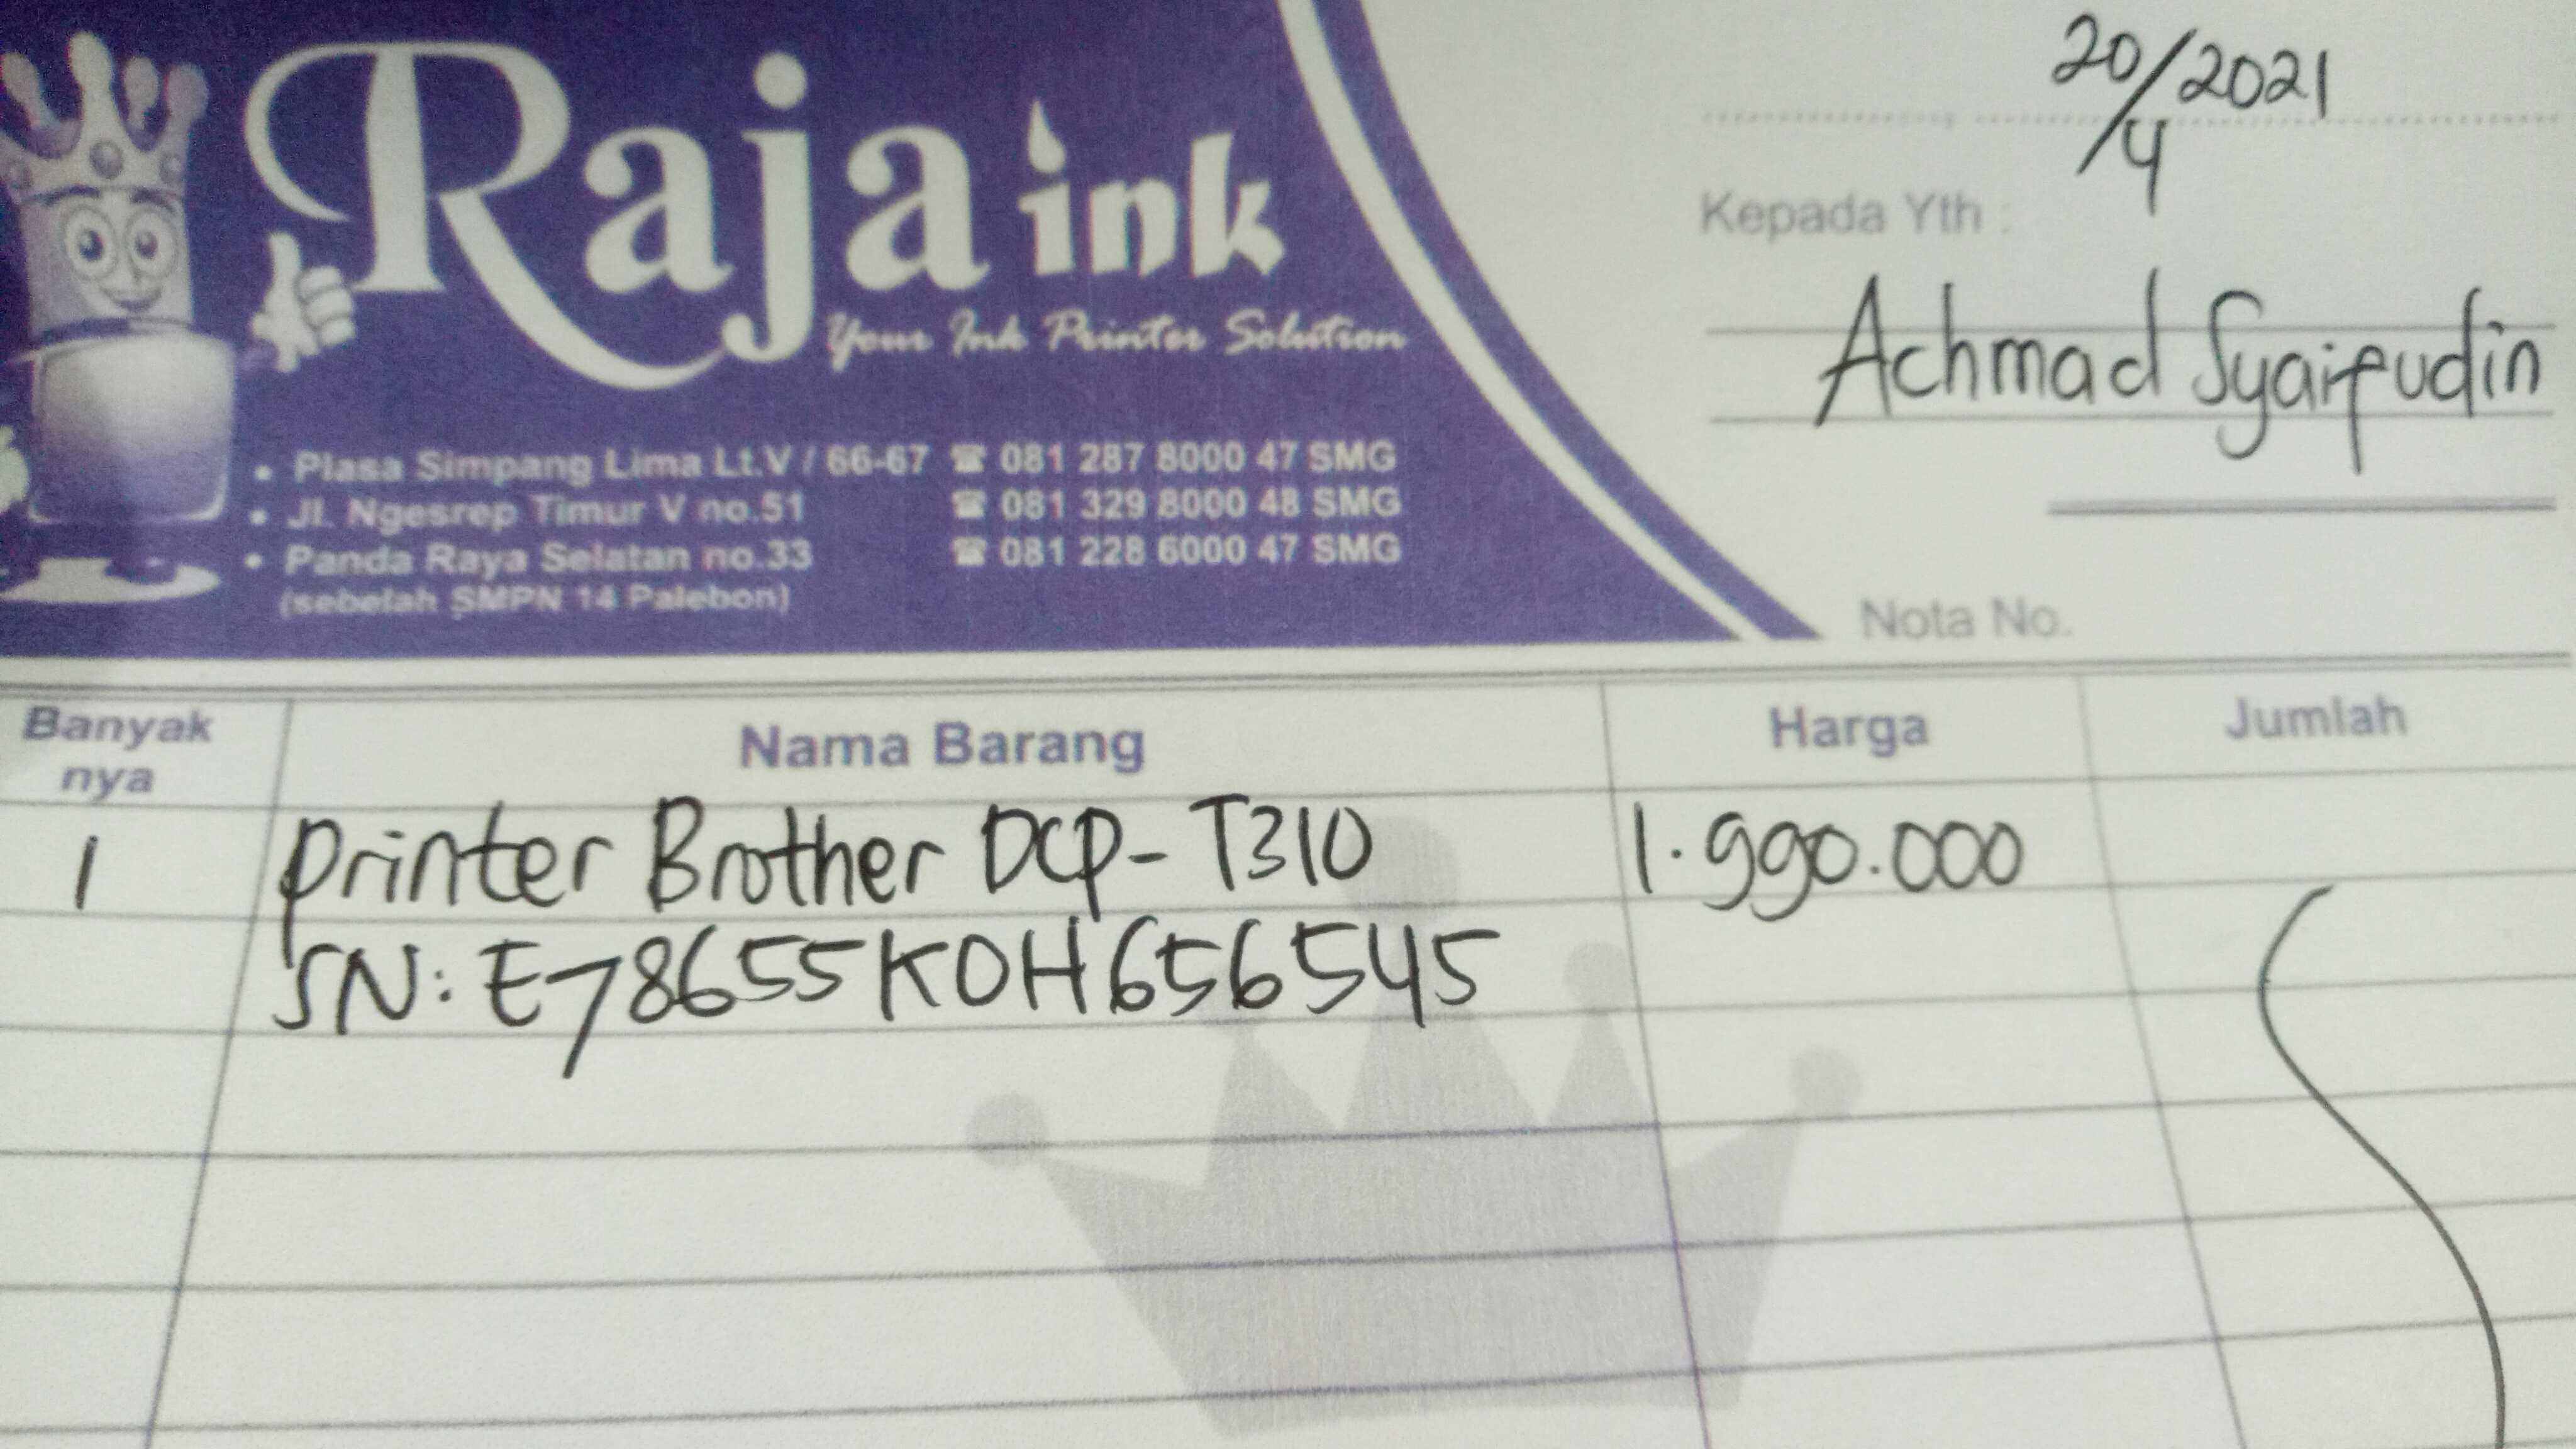 Raja ink
Your Ink Printer Solution
• Plasa Simpang Lima Lt.V / 66-67 ☎ 081 287 8000 47 SMG
• Jl. Ngesrep Timur V no.51 ☎ 081 329 8000 48 SMG
• Panda Raya Selatan no.33 ☎ 081 228 6000 47 SMG
(sebelah SMPN 14 Palebon)
20/4/2021
Kepada Yth :
Achmad Syaifudin
Nota No.
Banyak nya Nama Barang Harga Jumlah
1 printer Brother DCP-T310 1.990.000
SN: E78655K0H656545